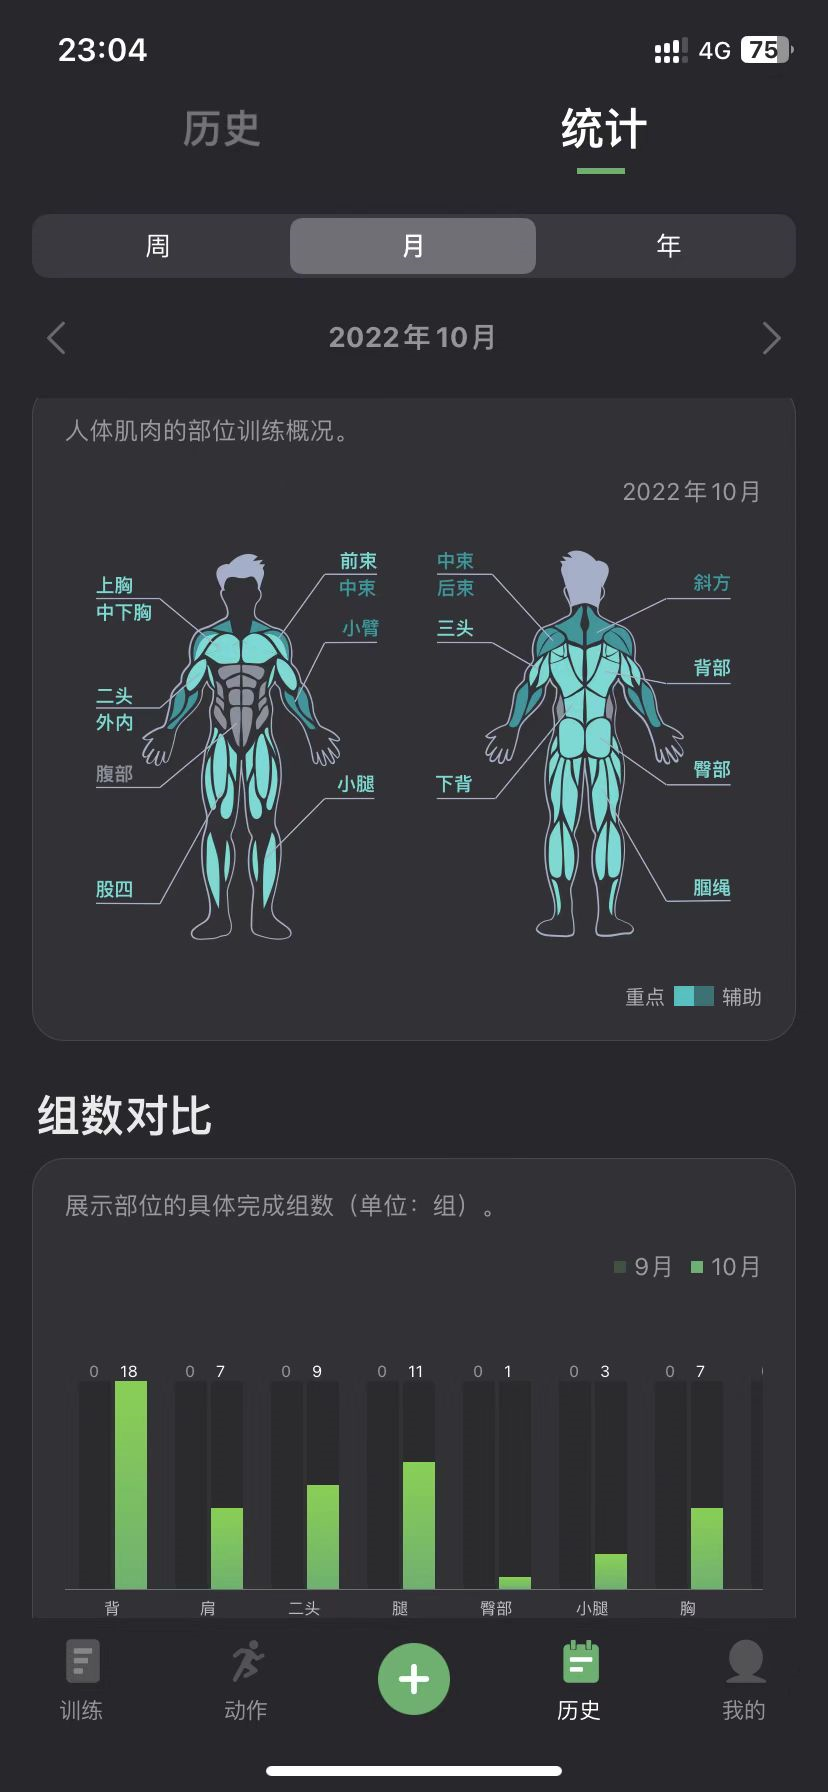 23:04 4G 75
历史 统计
周 月 年
2022年10月
人体肌肉的部位训练概况。
2022年10月
上胸
中下胸
二头
外内
腹部
股四
前束
中束
小臂
小腿
中束
后束
三头
下背
斜方
背部
臀部
腘绳
重点 辅助
组数对比
展示部位的具体完成组数（单位：组）。
9月 10月
0 18 0 7 0 9 0 11 0 1 0 3 0 7
背 肩 二头 腿 臀部 小腿 胸
训练 动作 历史 我的